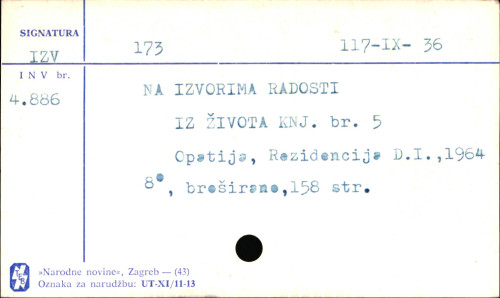 SIGNATURA
IZV 173 117-IX- 36
I N V br.
4.886
NA IZVORIMA RADOSTI
IZ ŽIVOTA KNJ. br. 5
Opatija, Rezidencija D.I.,1964
8°, broširano,158 str.
»Narodne novine«, Zagreb — (43)
Oznaka za narudžbu: UT-XI/11-13